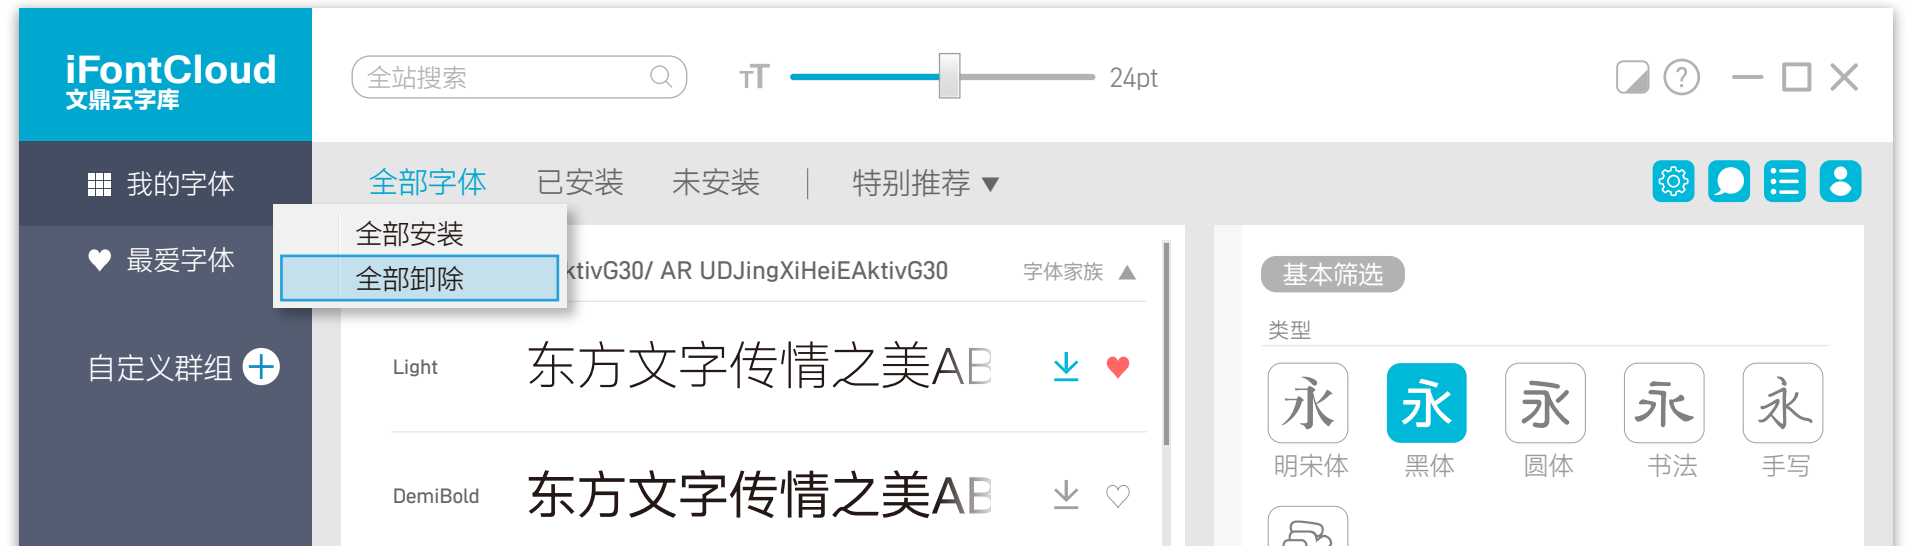 iFontCloud
文鼎云字库
全站搜索
TT
24pt
?
我的字体
最爱字体
自定义群组
全部字体 已安装 未安装 | 特别推荐 ▼
全部安装
全部卸除
ktivG30/ AR UDJingXiHeiEAktivG30
字体家族 ▲
Light
东方文字传情之美AB
DemiBold
东方文字传情之美AB
基本筛选
类型
永 永 永 永 永
明宋体 黑体 圆体 书法 手写